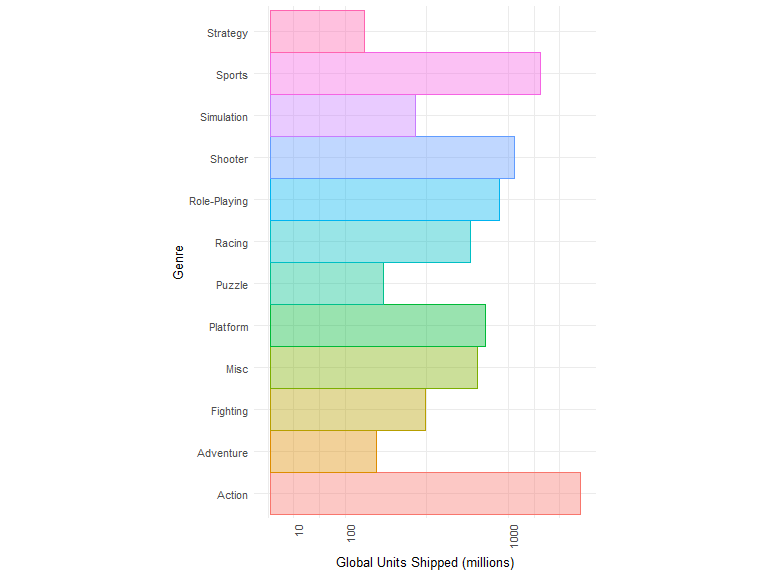 Strategy
Sports
Simulation
Shooter
Role-Playing
Racing
Puzzle
Platform
Misc
Fighting
Adventure
Action
Genre
10
100
1000
Global Units Shipped (millions)